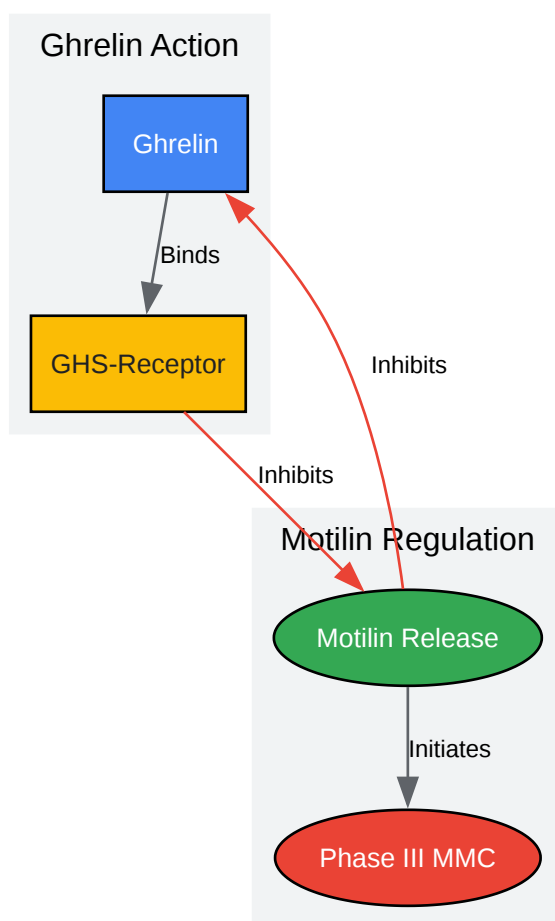 Ghrelin Action
Ghrelin
Binds
GHS-Receptor
Inhibits
Inhibits
Motilin Regulation
Motilin Release
Initiates
Phase III MMC